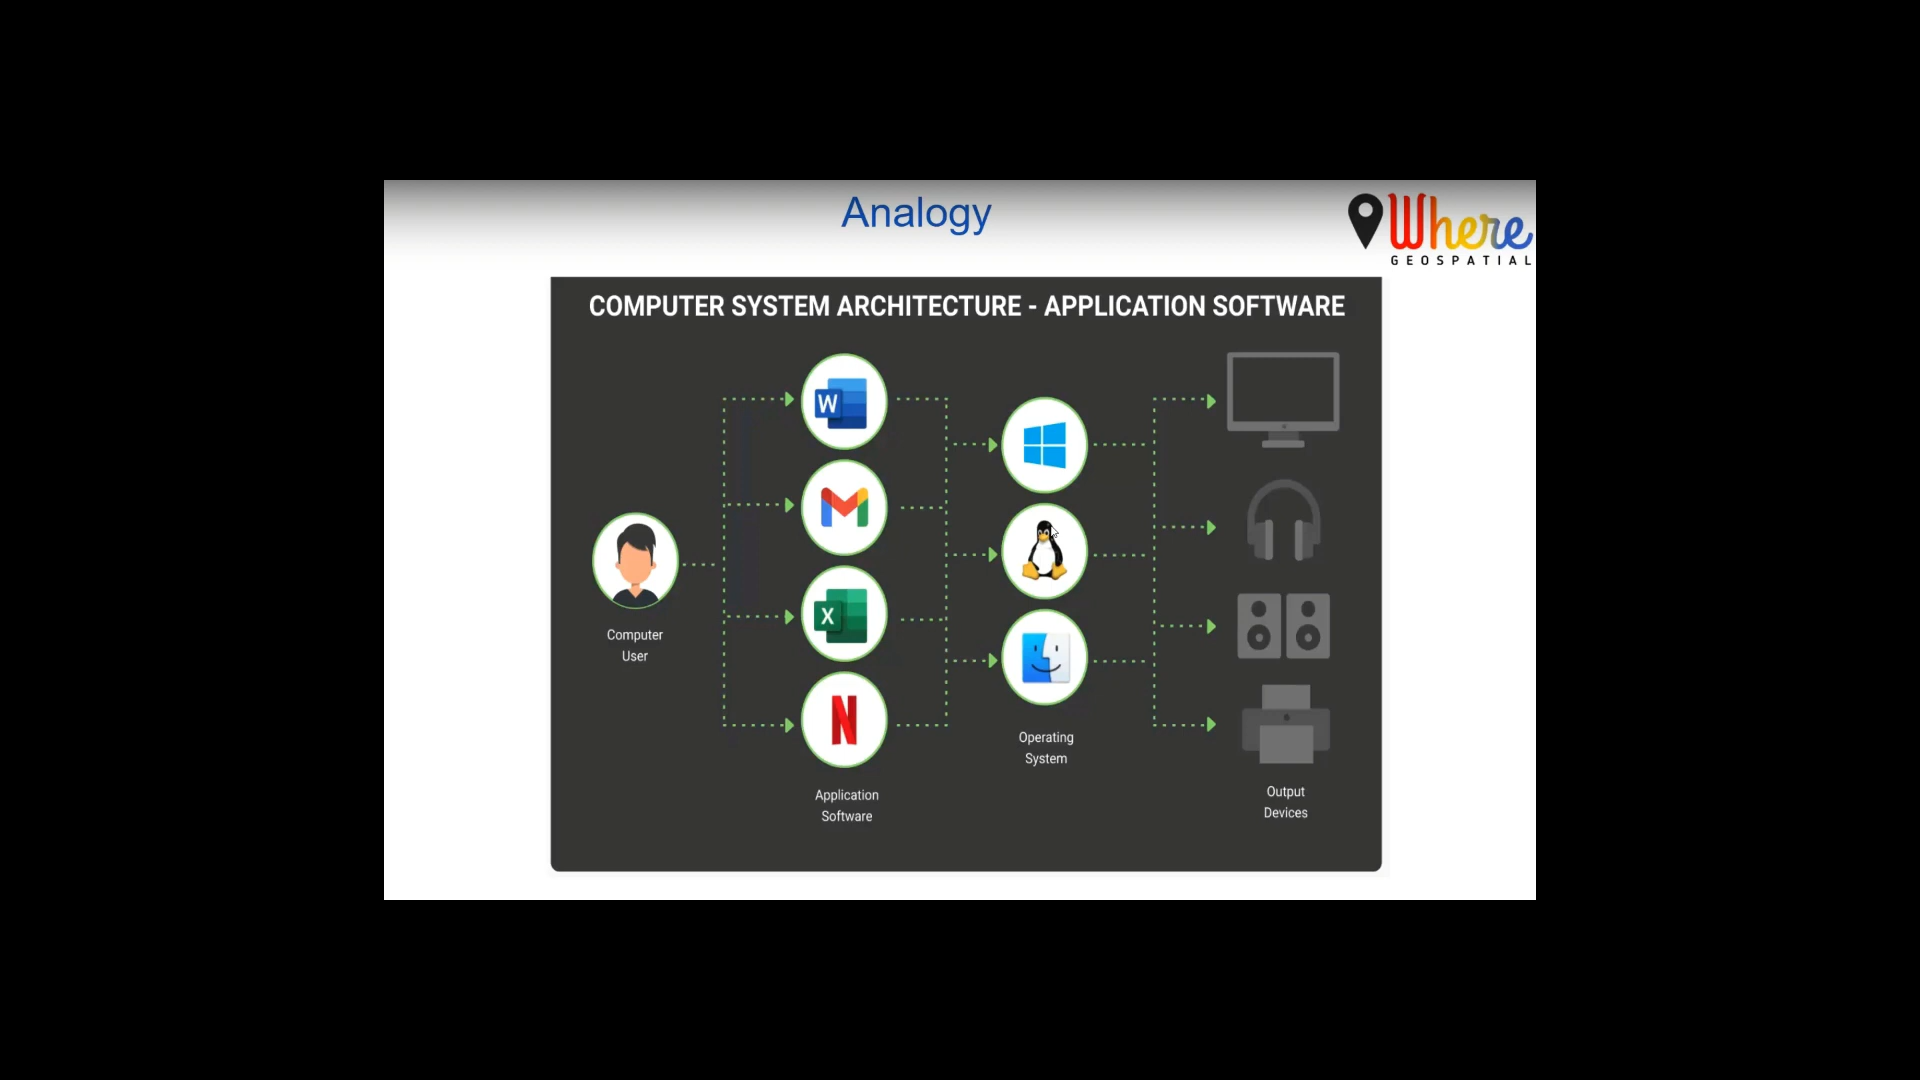 Analogy
Where
GEOSPATIAL
COMPUTER SYSTEM ARCHITECTURE - APPLICATION SOFTWARE
W
X
N
Computer
User
Application
Software
Operating
System
Output
Devices